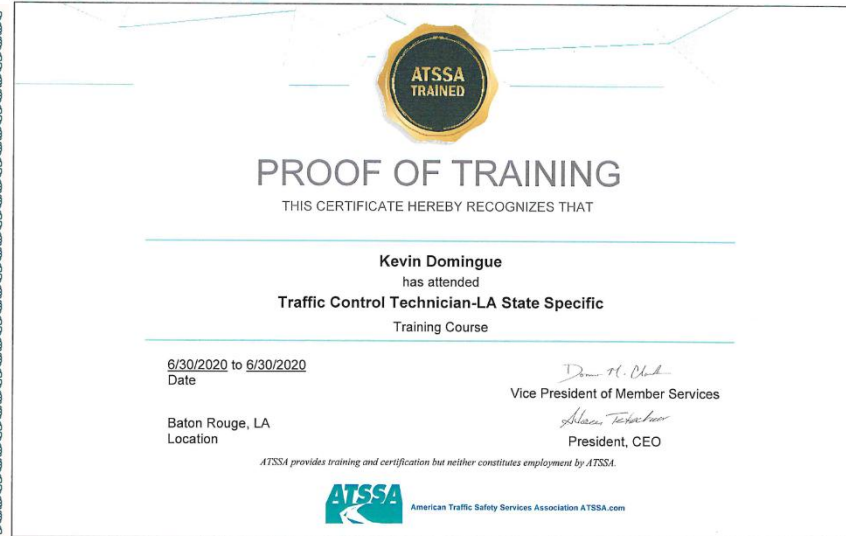 ATSSA
TRAINED
PROOF OF TRAINING
THIS CERTIFICATE HEREBY RECOGNIZES THAT
Kevin Domingue
has attended
Traffic Control Technician-LA State Specific
Training Course
6/30/2020 to 6/30/2020
Date
Vice President of Member Services
Baton Rouge, LA
Location
President, CEO
ATSSA provides training and certification but neither constitutes employment by ATSSA.
ATSSA
American Traffic Safety Services Association ATSSA.com